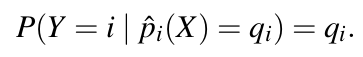 P(Y = i | p̂ᵢ(X) = qᵢ) = qᵢ.